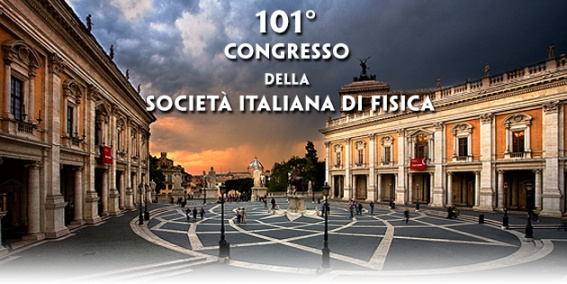 101°
CONGRESSO
DELLA
SOCIETÀ ITALIANA DI FISICA